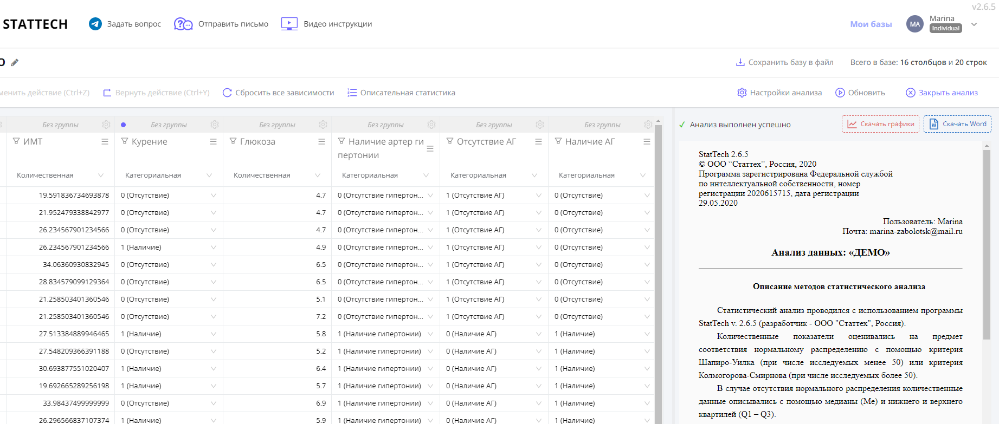 v2.6.5
STATTECH
Задать вопрос
Отправить письмо
Видео инструкции
Мои базы
MA
Marina
Individual
О
Сохранить базу в файл
Всего в базе: 16 столбцов и 20 строк
менить действие (Ctrl+Z)
Вернуть действие (Ctrl+Y)
Сбросить все зависимости
Описательная статистика
Настройки анализа
Обновить
Закрыть анализ
Без группы
Без группы
Без группы
Без группы
Без группы
Без группы
ИМТ
Курение
Глюкоза
Наличие артер ги
пертонии
Отсутствие АГ
Наличие АГ
Количественная
Категориальная
Количественная
Категориальная
Категориальная
Категориальная
19.591836734693878 0 (Отсутствие) 4.7 0 (Отсутствие гипертон... 1 (Отсутствие АГ) 0 (Отсутствие)
21.952479338842977 0 (Отсутствие) 4.7 0 (Отсутствие гипертон... 1 (Отсутствие АГ) 0 (Отсутствие)
26.234567901234566 0 (Отсутствие) 4.7 0 (Отсутствие гипертон... 1 (Отсутствие АГ) 0 (Отсутствие)
26.234567901234566 1 (Наличие) 4.9 0 (Отсутствие гипертон... 1 (Отсутствие АГ) 0 (Отсутствие)
34.06360930832945 0 (Отсутствие) 6.5 0 (Отсутствие гипертон... 1 (Отсутствие АГ) 0 (Отсутствие)
28.834579099129364 0 (Отсутствие) 6.5 0 (Отсутствие гипертон... 1 (Отсутствие АГ) 0 (Отсутствие)
21.258503401360546 0 (Отсутствие) 5.1 0 (Отсутствие гипертон... 1 (Отсутствие АГ) 0 (Отсутствие)
21.258503401360546 0 (Отсутствие) 7.2 0 (Отсутствие гипертон... 1 (Отсутствие АГ) 0 (Отсутствие)
27.513384889946465 1 (Наличие) 5.8 1 (Наличие гипертонии) 0 (Наличие АГ) 1 (Наличие)
27.548209366391188 0 (Отсутствие) 5.2 1 (Наличие гипертонии) 0 (Наличие АГ) 1 (Наличие)
30.693877551020407 1 (Наличие) 6.4 1 (Наличие гипертонии) 0 (Наличие АГ) 1 (Наличие)
19.692665289256198 1 (Наличие) 5.7 1 (Наличие гипертонии) 0 (Наличие АГ) 1 (Наличие)
33.98437499999999 0 (Отсутствие) 6.9 1 (Наличие гипертонии) 0 (Наличие АГ) 1 (Наличие)
26.296566837107374 1 (Наличие) 5.9 1 (Наличие гипертонии) 0 (Наличие АГ) 1 (Наличие)
Анализ выполнен успешно
Скачать графики
Скачать Word
StatTech 2.6.5
© ООО “Статтех”, Россия, 2020
Программа зарегистрирована Федеральной службой
по интеллектуальной собственности, номер
регистрации 2020615715, дата регистрации
29.05.2020
Пользователь: Marina
Почта: marina-zabolotsk@mail.ru
Анализ данных: «ДЕМО»
Описание методов статистического анализа
Статистический анализ проводился с использованием программы
StatTech v. 2.6.5 (разработчик - ООО "Статтех", Россия).
Количественные показатели оценивались на предмет
соответствия нормальному распределению с помощью критерия
Шапиро-Уилка (при числе исследуемых менее 50) или критерия
Колмогорова-Смирнова (при числе исследуемых более 50).
В случае отсутствия нормального распределения количественные
данные описывались с помощью медианы (Me) и нижнего и верхнего
квартилей (Q1 – Q3).